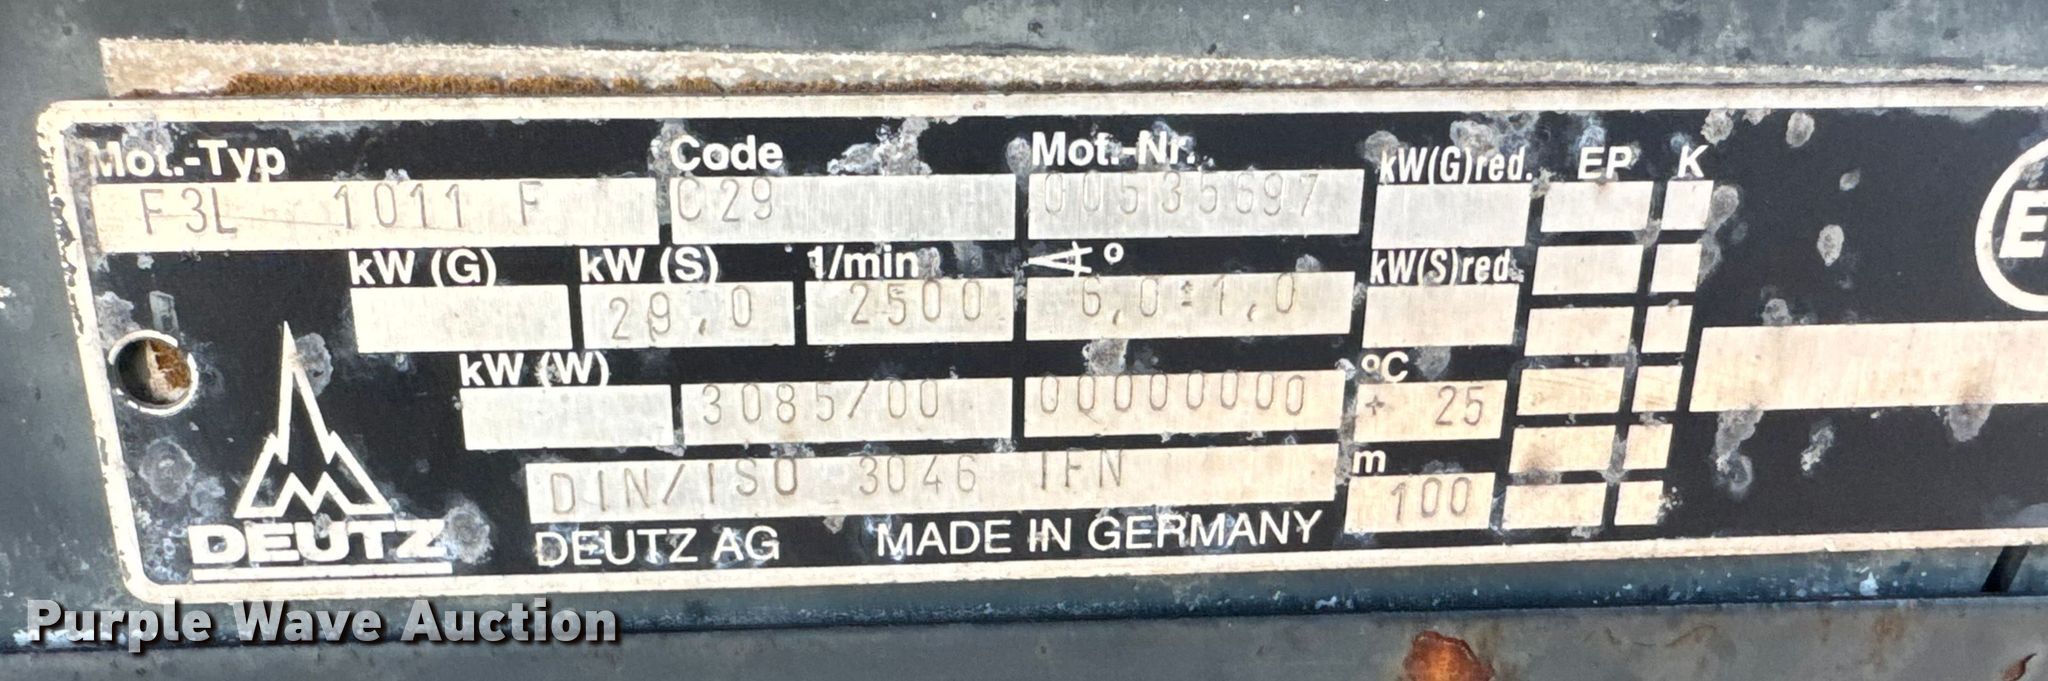 Mot.-Typ Code Mot.-Nr. kW(G)red. EP K
F3L 1011 F C29 00535697
kW (G) kW (S) 1/min ° kW(S)red.
29,0 2500 6,0±1,0
kW (W) °C
3085/00 00000000 + 25
DIN/ISO 3046 IFN m
100
DEUTZ
DEUTZ AG MADE IN GERMANY
Purple Wave Auction